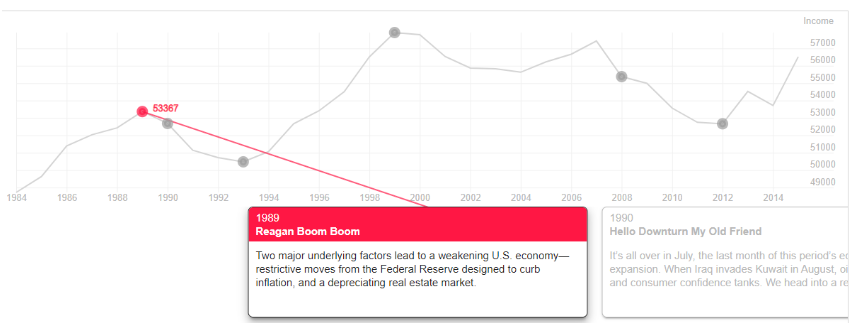 Income
57000
56000
55000
54000
53000
52000
51000
50000
49000
53367
1984 1986 1988 1990 1992 1994 1996 1998 2000 2002 2004 2006 2008 2010 2012 2014
1989
Reagan Boom Boom
Two major underlying factors lead to a weakening U.S. economy—
restrictive moves from the Federal Reserve designed to curb
inflation, and a depreciating real estate market.
1990
Hello Downturn My Old Friend
It's all over in July, the last month of this period's
expansion. When Iraq invades Kuwait in August,
and consumer confidence tanks. We head into a